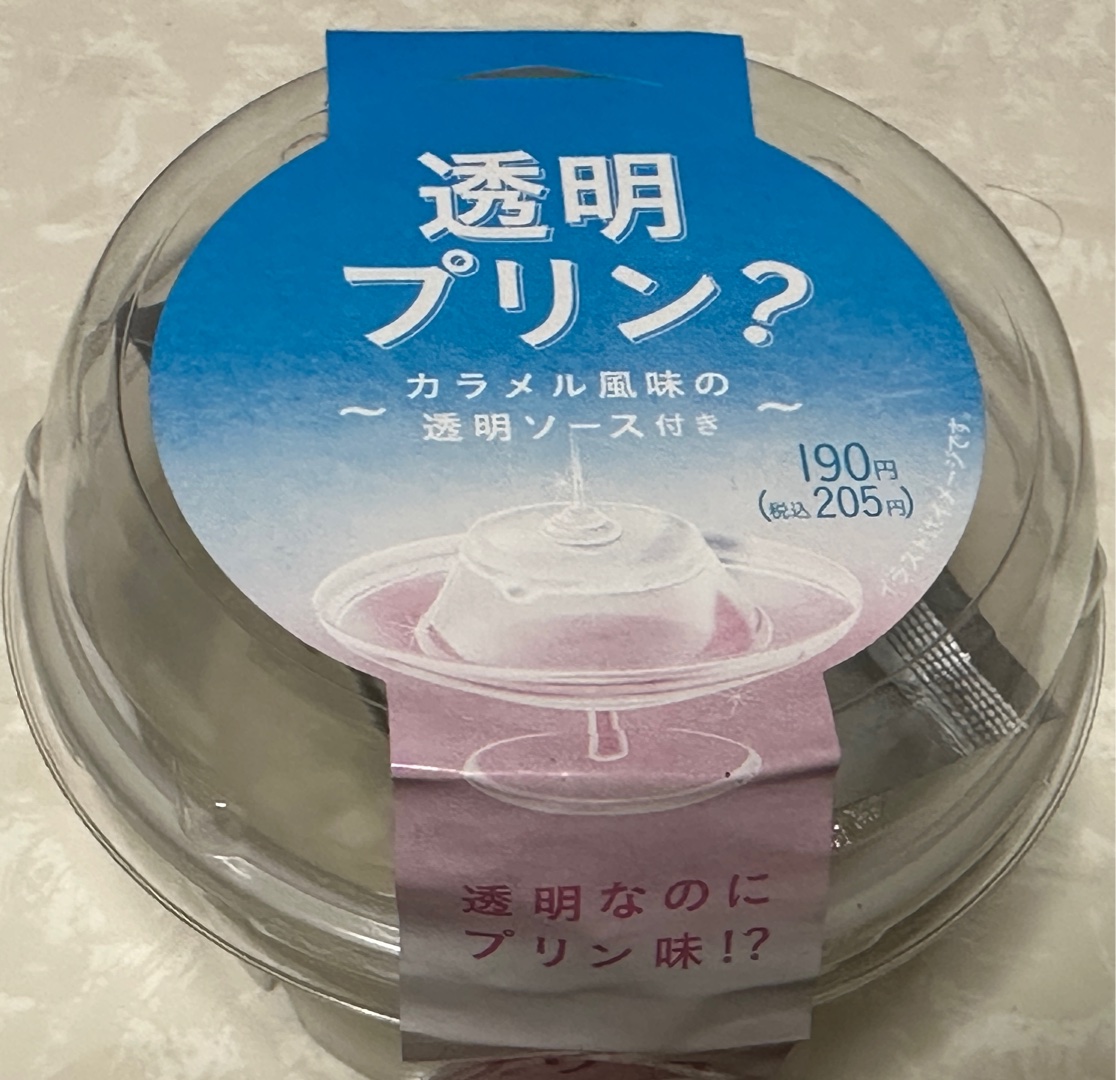 透明
プリン?
～カラメル風味の
透明ソース付き～
190円
(税込205円)
イラストはイメージです
透明なのに
プリン味!?